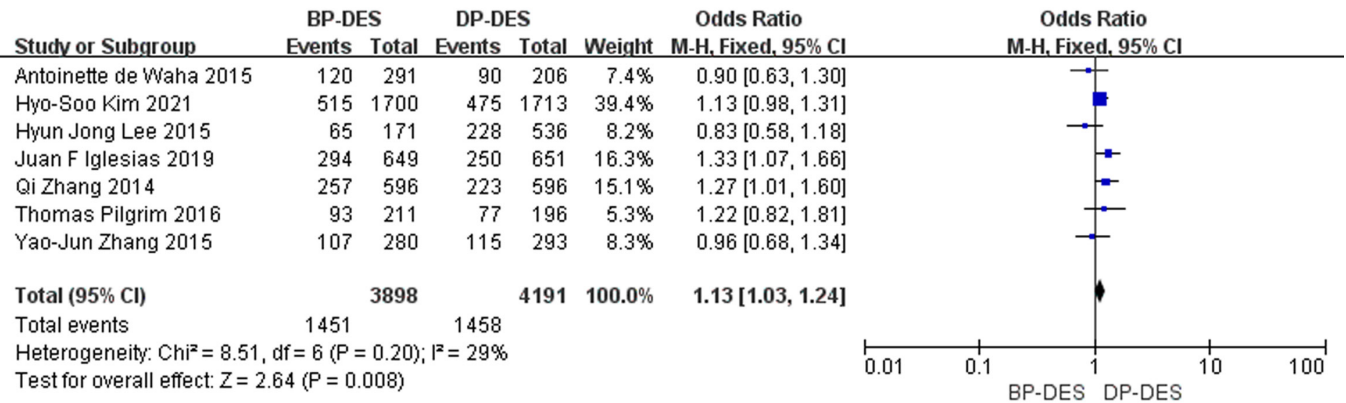 BP-DES DP-DES Odds Ratio Odds Ratio
Study or Subgroup Events Total Events Total Weight M-H, Fixed, 95% CI M-H, Fixed, 95% CI
Antoinette de Waha 2015 120 291 90 206 7.4% 0.90 [0.63, 1.30]
Hyo-Soo Kim 2021 515 1700 475 1713 39.4% 1.13 [0.98, 1.31]
Hyun Jong Lee 2015 65 171 228 536 8.2% 0.83 [0.58, 1.18]
Juan F Iglesias 2019 294 649 250 651 16.3% 1.33 [1.07, 1.66]
Qi Zhang 2014 257 596 223 596 15.1% 1.27 [1.01, 1.60]
Thomas Pilgrim 2016 93 211 77 196 5.3% 1.22 [0.82, 1.81]
Yao-Jun Zhang 2015 107 280 115 293 8.3% 0.96 [0.68, 1.34]
Total (95% CI) 3898 4191 100.0% 1.13 [1.03, 1.24]
Total events 1451 1458
Heterogeneity: Chi² = 8.51, df = 6 (P = 0.20); I² = 29%
Test for overall effect: Z = 2.64 (P = 0.008)
0.01 0.1 1 10 100
BP-DES DP-DES